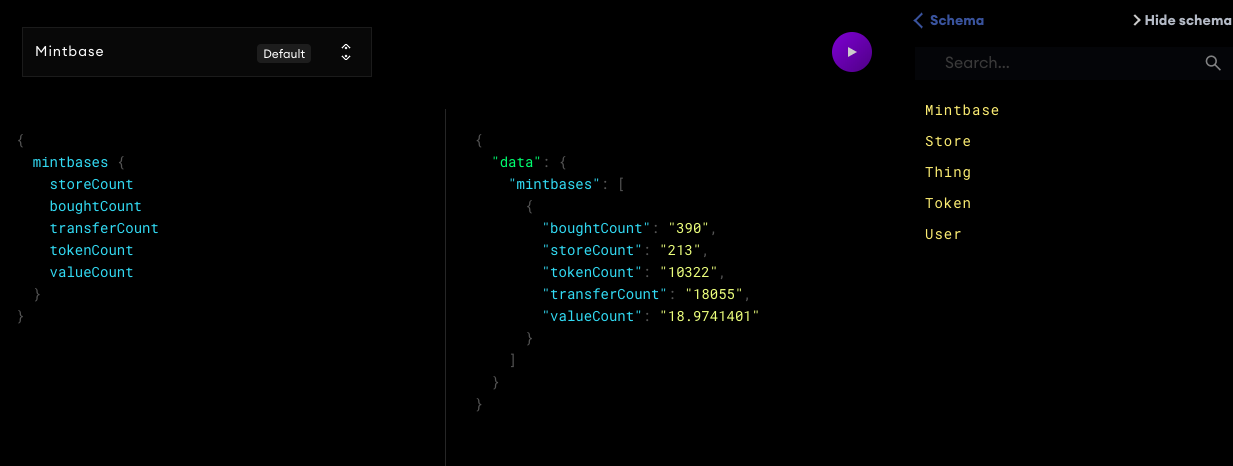 Mintbase
Default
Schema
Hide schema
Search...
{
mintbases {
storeCount
boughtCount
transferCount
tokenCount
valueCount
}
}
{
"data": {
"mintbases": [
{
"boughtCount": "390",
"storeCount": "213",
"tokenCount": "10322",
"transferCount": "18055",
"valueCount": "18.9741401"
}
]
}
}
Mintbase
Store
Thing
Token
User